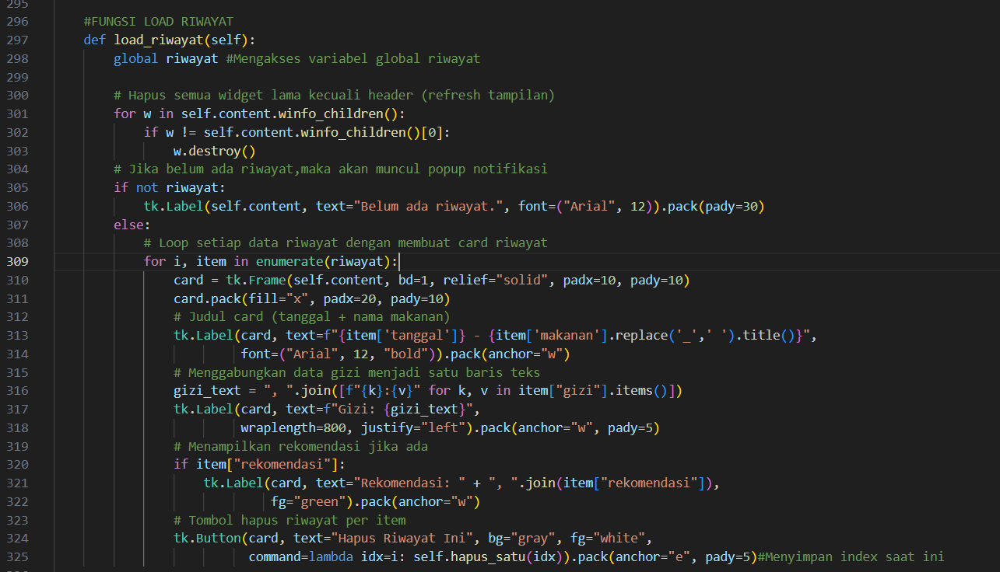 295
296 #FUNGSI LOAD RIWAYAT
297 def load_riwayat(self):
298 global riwayat #Mengakses variabel global riwayat
299
300 # Hapus semua widget lama kecuali header (refresh tampilan)
301 for w in self.content.winfo_children():
302 if w != self.content.winfo_children()[0]:
303 w.destroy()
304 # Jika belum ada riwayat,maka akan muncul popup notifikasi
305 if not riwayat:
306 tk.Label(self.content, text="Belum ada riwayat.", font=("Arial", 12)).pack(pady=30)
307 else:
308 # Loop setiap data riwayat dengan membuat card riwayat
309 for i, item in enumerate(riwayat):
310 card = tk.Frame(self.content, bd=1, relief="solid", padx=10, pady=10)
311 card.pack(fill="x", padx=20, pady=10)
312 # Judul card (tanggal + nama makanan)
313 tk.Label(card, text=f"{item['tanggal']} - {item['makanan'].replace('_',' ').title()}",
314 font=("Arial", 12, "bold")).pack(anchor="w")
315 # Menggabungkan data gizi menjadi satu baris teks
316 gizi_text = ", ".join([f"{k}:{v}" for k, v in item["gizi"].items()])
317 tk.Label(card, text=f"Gizi: {gizi_text}",
318 wraplength=800, justify="left").pack(anchor="w", pady=5)
319 # Menampilkan rekomendasi jika ada
320 if item["rekomendasi"]:
321 tk.Label(card, text="Rekomendasi: " + ", ".join(item["rekomendasi"]),
322 fg="green").pack(anchor="w")
323 # Tombol hapus riwayat per item
324 tk.Button(card, text="Hapus Riwayat Ini", bg="gray", fg="white",
325 command=lambda idx=i: self.hapus_satu(idx)).pack(anchor="e", pady=5)#Menyimpan index saat ini